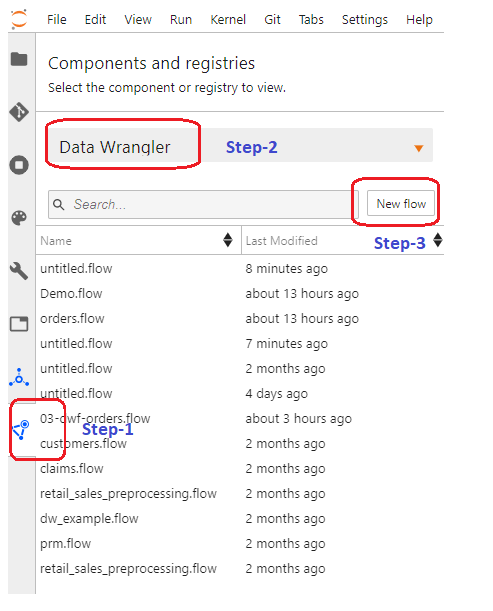 File Edit View Run Kernel Git Tabs Settings Help
Components and registries
Select the component or registry to view.
Data Wrangler Step-2
Search... New flow
Step-3
Name Last Modified
untitled.flow 8 minutes ago
Demo.flow about 13 hours ago
orders.flow about 13 hours ago
untitled.flow 7 minutes ago
untitled.flow 2 months ago
untitled.flow 4 days ago
03-dwf-orders.flow about 3 hours ago
Step-1
customers.flow 2 months ago
claims.flow 2 months ago
retail_sales_preprocessing.flow 2 months ago
dw_example.flow 2 months ago
prm.flow 2 months ago
retail_sales_preprocessing.flow 2 months ago